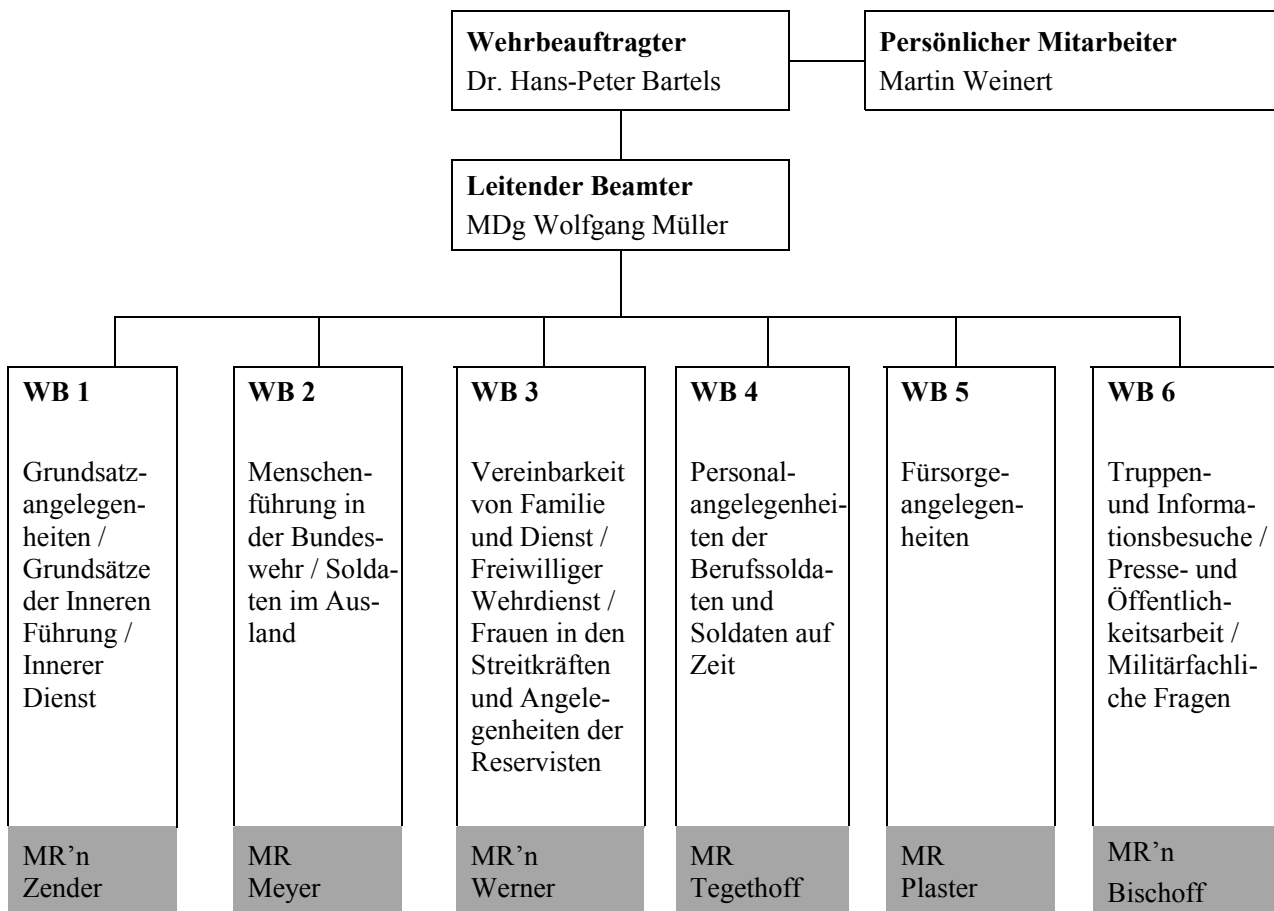 Wehrbeauftragter
Dr. Hans-Peter Bartels
Persönlicher Mitarbeiter
Martin Weinert
Leitender Beamter
MDg Wolfgang Müller
WB 1
Grundsatz-
angelegen-
heiten /
Grundsätze
der Inneren
Führung /
Innerer
Dienst
MR’n
Zender
WB 2
Menschen-
führung in
der Bundes-
wehr / Solda-
ten im Aus-
land
MR
Meyer
WB 3
Vereinbarkeit
von Familie
und Dienst /
Freiwilliger
Wehrdienst /
Frauen in den
Streitkräften
und Angele-
genheiten der
Reservisten
MR’n
Werner
WB 4
Personal-
angelegenhei-
ten der
Berufssolda-
ten und
Soldaten auf
Zeit
MR
Tegethoff
WB 5
Fürsorge-
angelegen-
heiten
MR
Plaster
WB 6
Truppen-
und Informa-
tionsbesuche /
Presse- und
Öffentlich-
keitsarbeit /
Militärfachli-
che Fragen
MR’n
Bischoff